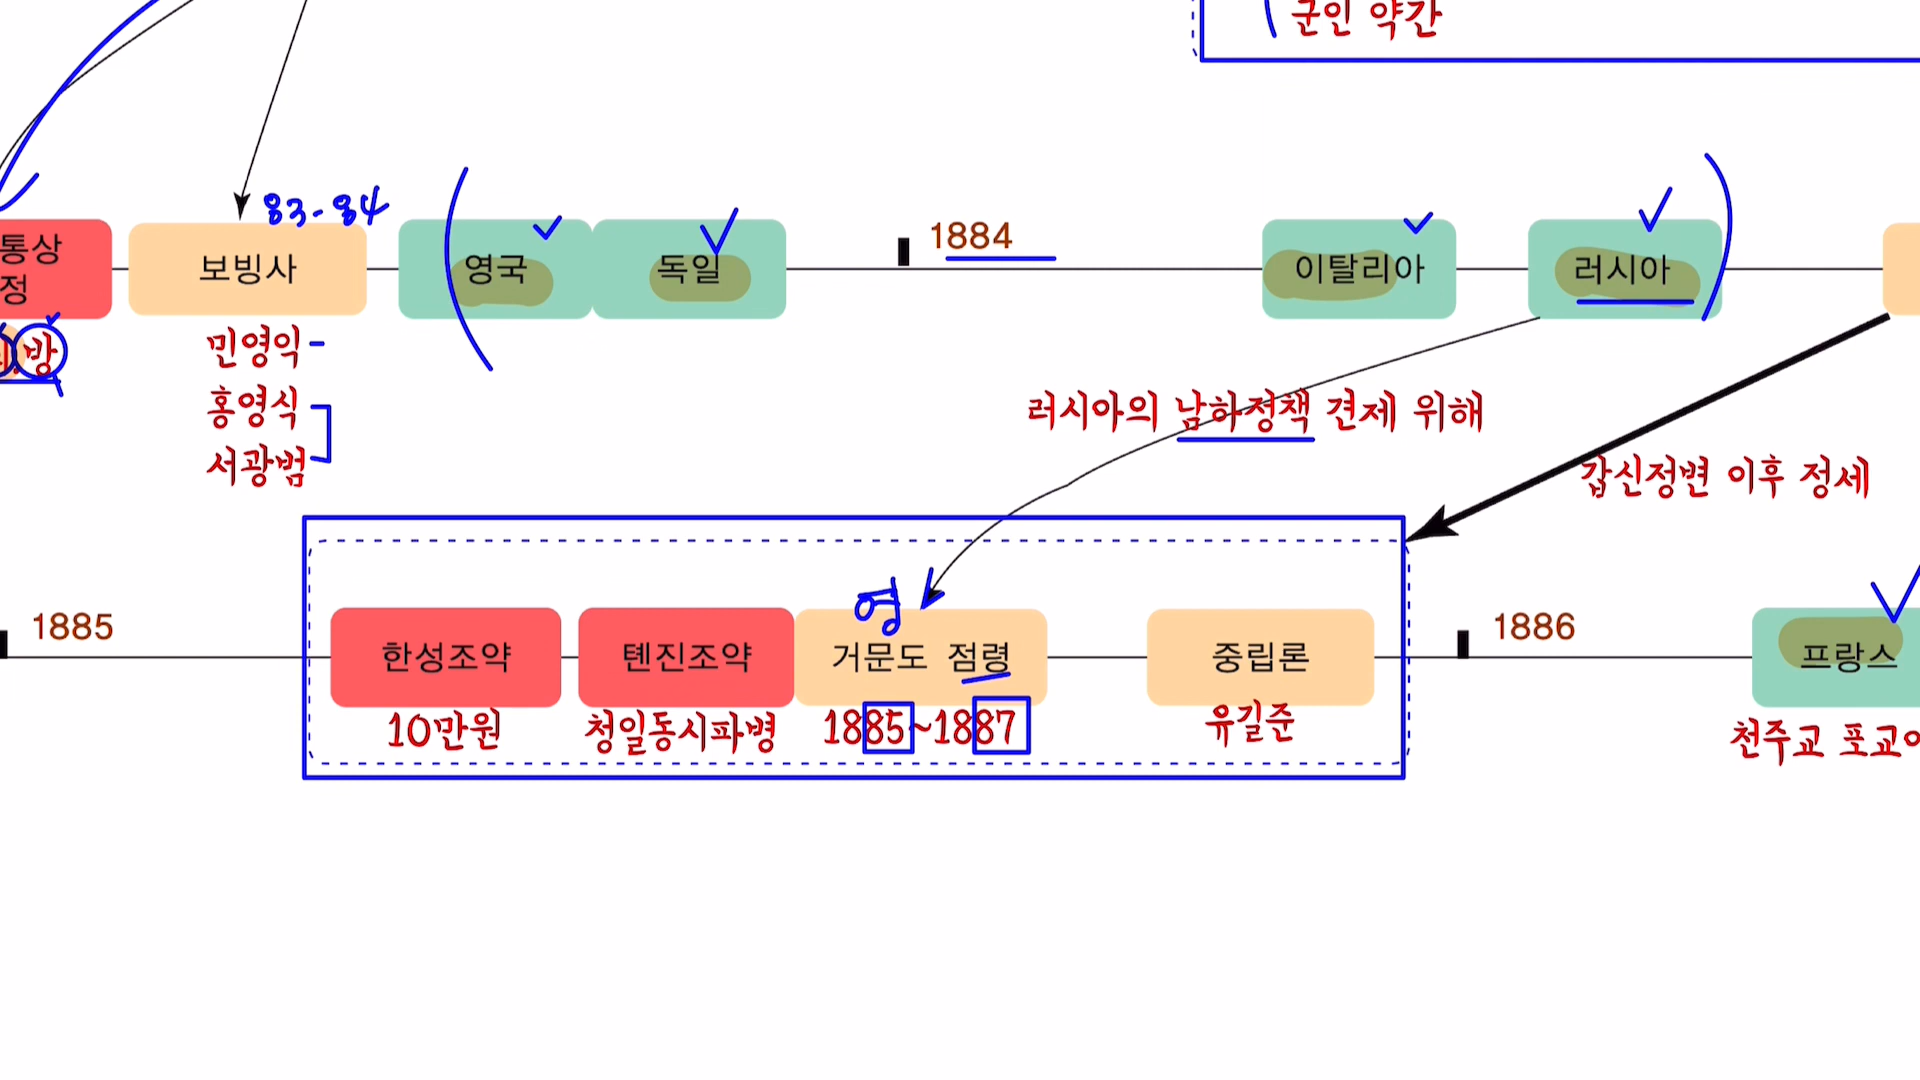 군인 약간
83-84
통상
정
보빙사
영국
독일
1884
이탈리아
러시아
방
민영익
홍영식
서광범
러시아의 남하정책 견제 위해
갑신정변 이후 정세
영
1885
한성조약
톈진조약
거문도 점령
중립론
1886
프랑스
10만원
청일동시파병
1885~1887
유길준
천주교 포교